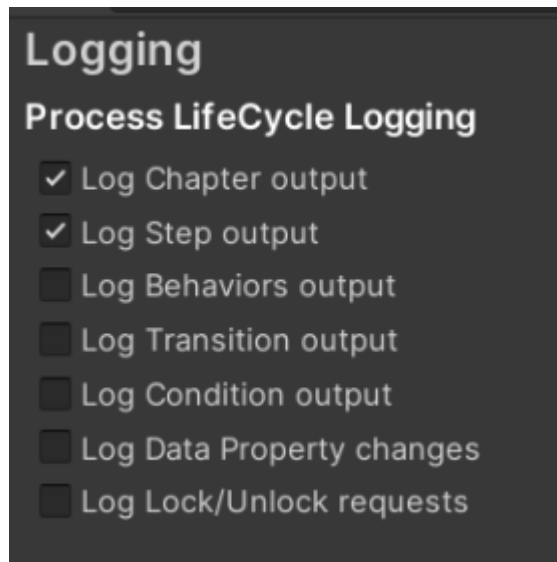 Logging
Process LifeCycle Logging
Log Chapter output
Log Step output
Log Behaviors output
Log Transition output
Log Condition output
Log Data Property changes
Log Lock/Unlock requests